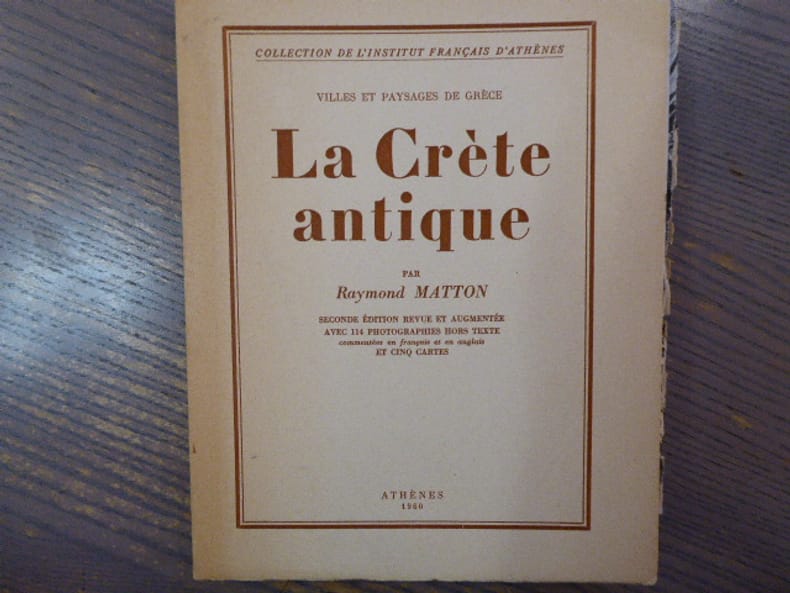 COLLECTION DE L'INSTITUT FRANÇAIS D'ATHÈNES
VILLES ET PAYSAGES DE GRÈCE
La Crète
antique
PAR
Raymond MATTON
SECONDE ÉDITION REVUE ET AUGMENTÉE
AVEC 114 PHOTOGRAPHIES HORS TEXTE
commentées en français et en anglais
ET CINQ CARTES
ATHÈNES
1960